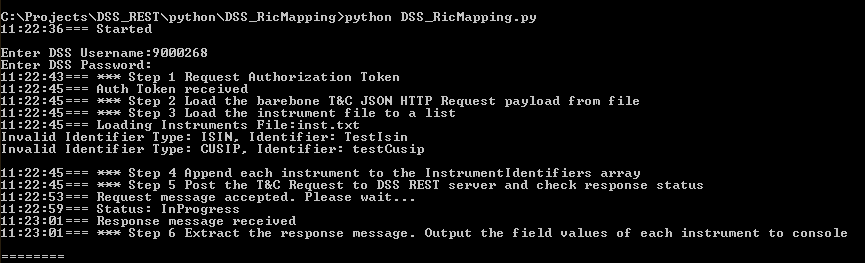 C:\Projects\DSS_REST\python\DSS_RicMapping>python DSS_RicMapping.py
11:22:36=== Started
Enter DSS Username:9000268
Enter DSS Password:
11:22:43=== *** Step 1 Request Authorization Token
11:22:45=== Auth Token received
11:22:45=== *** Step 2 Load the barebone T&C JSON HTTP Request payload from file
11:22:45=== *** Step 3 Load the instrument file to a list
11:22:45=== Loading Instruments File:inst.txt
Invalid Identifier Type: ISIN, Identifier: TestIsin
Invalid Identifier Type: CUSIP, Identifier: testCusip
11:22:45=== *** Step 4 Append each instrument to the InstrumentIdentifiers array
11:22:45=== *** Step 5 Post the T&C Request to DSS REST server and check response status
11:22:53=== Request message accepted. Please wait...
11:22:59=== Status: InProgress
11:23:01=== Response message received
11:23:01=== *** Step 6 Extract the response message. Output the field values of each instrument to console
========